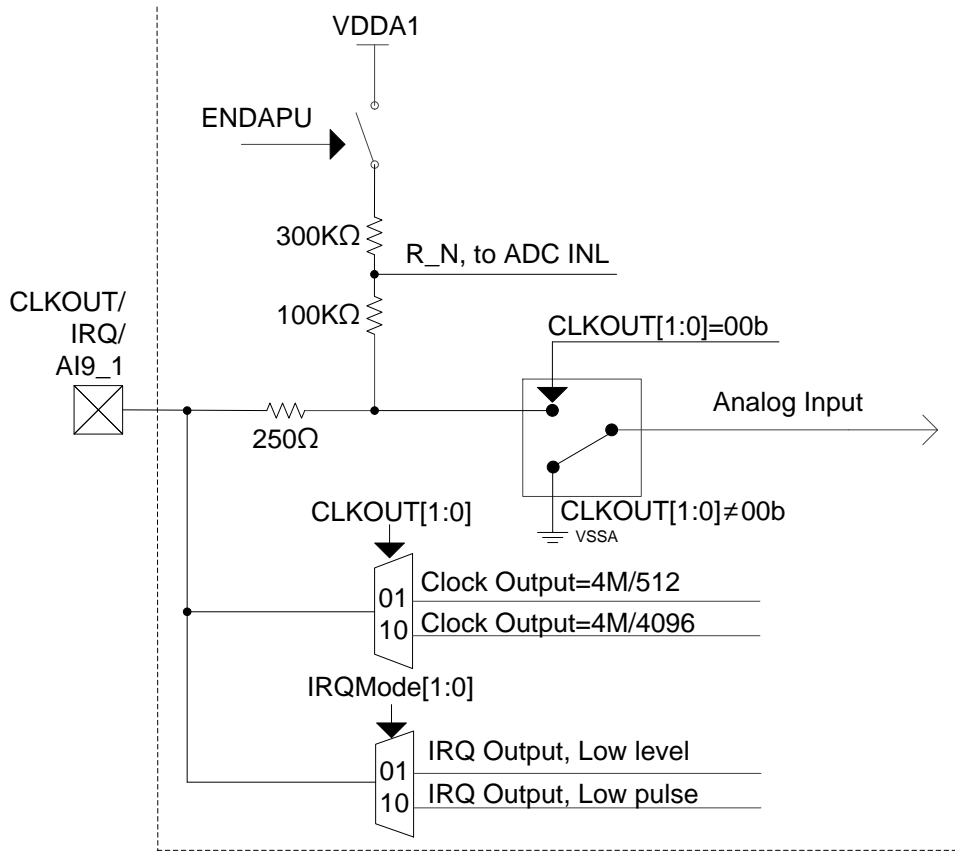 VDDA1
ENDAPU
300KΩ
R_N, to ADC INL
100KΩ
CLKOUT/
IRQ/
AI9_1
250Ω
CLKOUT[1:0]=00b
Analog Input
CLKOUT[1:0]≠00b
VSSA
CLKOUT[1:0]
01
Clock Output=4M/512
10
Clock Output=4M/4096
IRQMode[1:0]
01
IRQ Output, Low level
10
IRQ Output, Low pulse